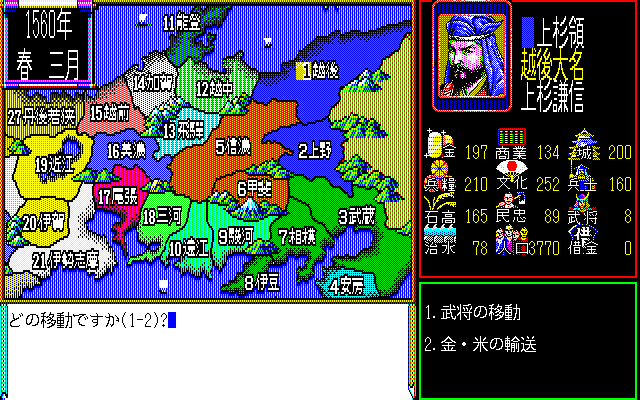 1560年
春 三月
11能登
1越後
14加賀
12越中
15越前
13飛騨
27丹波若狭
5信濃
2上野
19近江
16美濃
6甲斐
17尾張
3武蔵
20伊賀
18三河
9駿河
7相模
10遠江
21伊勢志摩
8伊豆
4安房
上杉領
越後大名
上杉謙信
金 197 商業 134 城 200
兵糧 210 文化 252 兵士 160
石高 165 民忠 89 武将 8
治水 78 人口 3770 借金 0
どの移動ですか(1-2)?
1.武将の移動
2.金・米の輸送